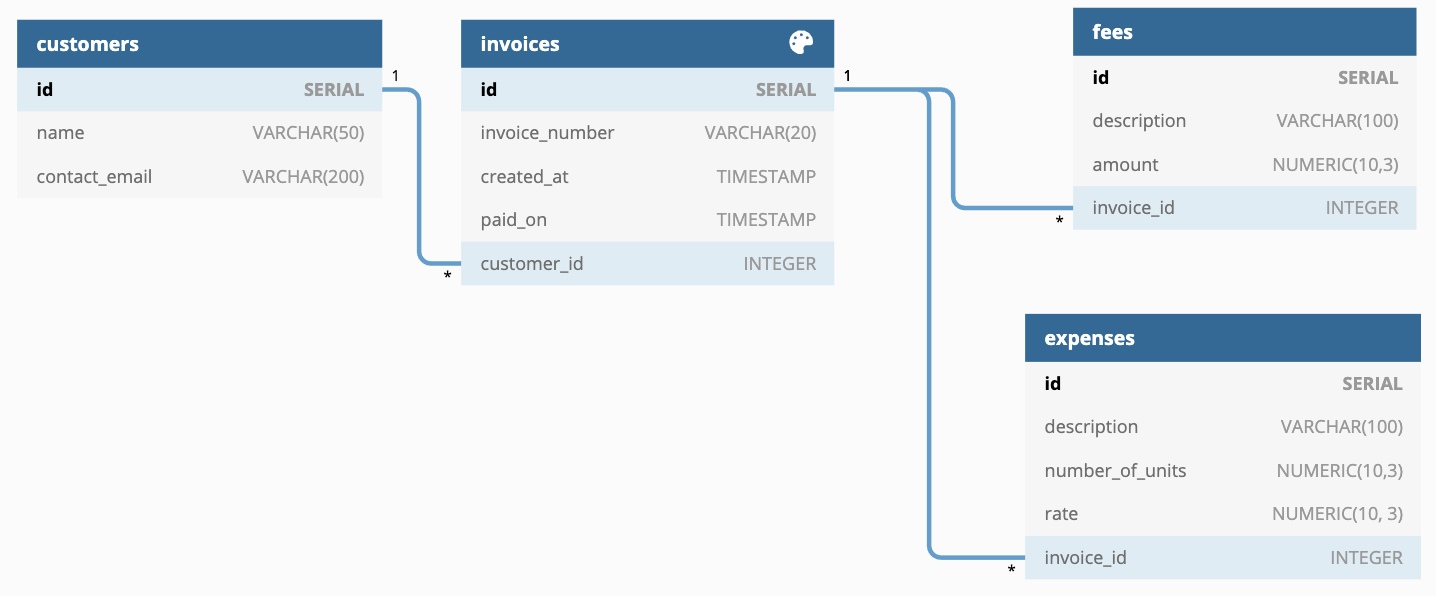 customers
id SERIAL
name VARCHAR(50)
contact_email VARCHAR(200)
1
*
invoices
id SERIAL
invoice_number VARCHAR(20)
created_at TIMESTAMP
paid_on TIMESTAMP
customer_id INTEGER
1
*
*
fees
id SERIAL
description VARCHAR(100)
amount NUMERIC(10,3)
invoice_id INTEGER
expenses
id SERIAL
description VARCHAR(100)
number_of_units NUMERIC(10,3)
rate NUMERIC(10, 3)
invoice_id INTEGER